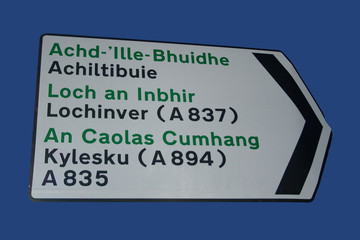 Achd-'Ille-Bhuidhe
Achiltibuie
Loch an Inbhir
Lochinver (A 837)
An Caolas Cumhang
Kylesku (A 894)
A 835